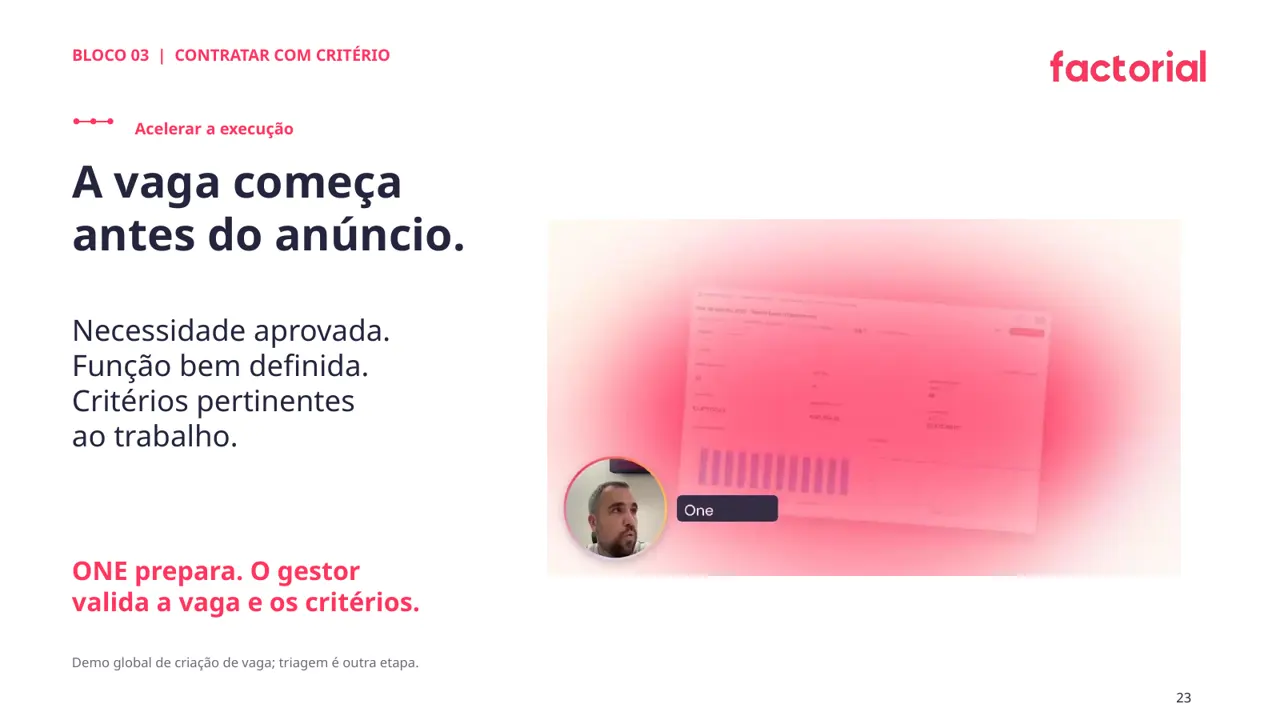 BLOCO 03 | CONTRATAR COM CRITÉRIO
factorial
Acelerar a execução
A vaga começa
antes do anúncio.
Necessidade aprovada.
Função bem definida.
Critérios pertinentes
ao trabalho.
One
ONE prepara. O gestor
valida a vaga e os critérios.
Demo global de criação de vaga; triagem é outra etapa.
23